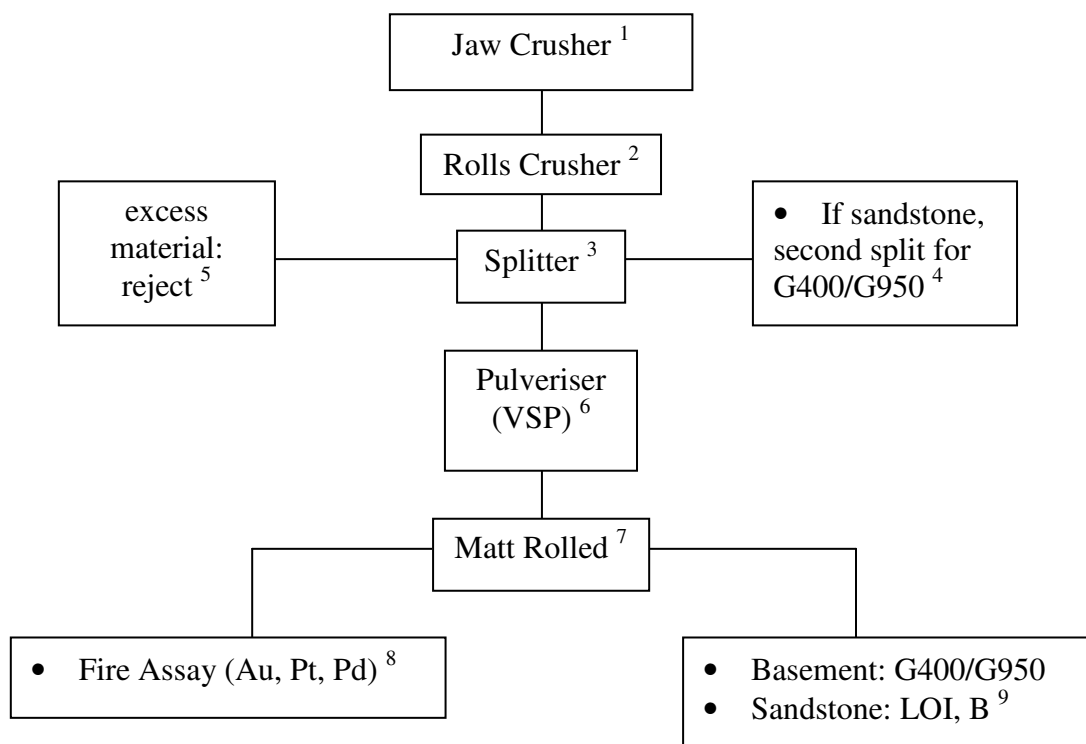 Jaw Crusher 1
Rolls Crusher 2
excess
material:
reject 5
Splitter 3
• If sandstone,
second split for
G400/G950 4
Pulveriser
(VSP) 6
Matt Rolled 7
• Fire Assay (Au, Pt, Pd) 8
• Basement: G400/G950
• Sandstone: LOI, B 9